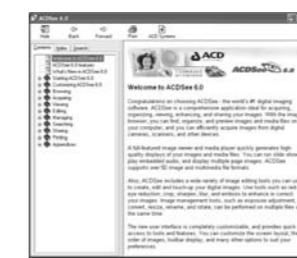 ACDSee 6.0
Hide Back Forward Print ACD Systems
Contents Index Search
Welcome to ACDSee 6.0
ACDSee 6.0 features
What's New in ACDSee 6.0
Starting ACDSee 6.0
Customizing ACDSee 6.0
Browsing
Acquiring
Viewing
Editing
Managing
Searching
Sharing
Printing
Appendices
ACD
ACDSee 6.0
Welcome to ACDSee 6.0
Congratulations on choosing ACDSee - the world's #1 digital imaging
software. ACDSee is a comprehensive application ideal for acquiring,
organizing, viewing, enhancing, and sharing your images. With the image
browser, you can find, organize, and preview images and media files on
your computer, and you can efficiently acquire images from digital
cameras, scanners, and other devices.
A full-featured image viewer and media player quickly generates high
quality displays of your images and media files. You can run slide shows,
play embedded audio, and display multiple page images. ACDSee
supports over 50 image and multimedia file formats.
Also, ACDSee includes a wide variety of image editing tools you can use
to create, edit and touch-up your digital images. Use tools such as red-
eye reduction, crop, sharpen, blur, and emboss to enhance or correct
your images. Image management tools, such as exposure adjustment,
convert, resize, rename, and rotate, can be performed on multiple files at
the same time.
The new user interface is completely customizable, and provides quick
access to tools and features. You can customize the screen layout, the
order of images, toolbar display, and many other options to suit your
preferences.